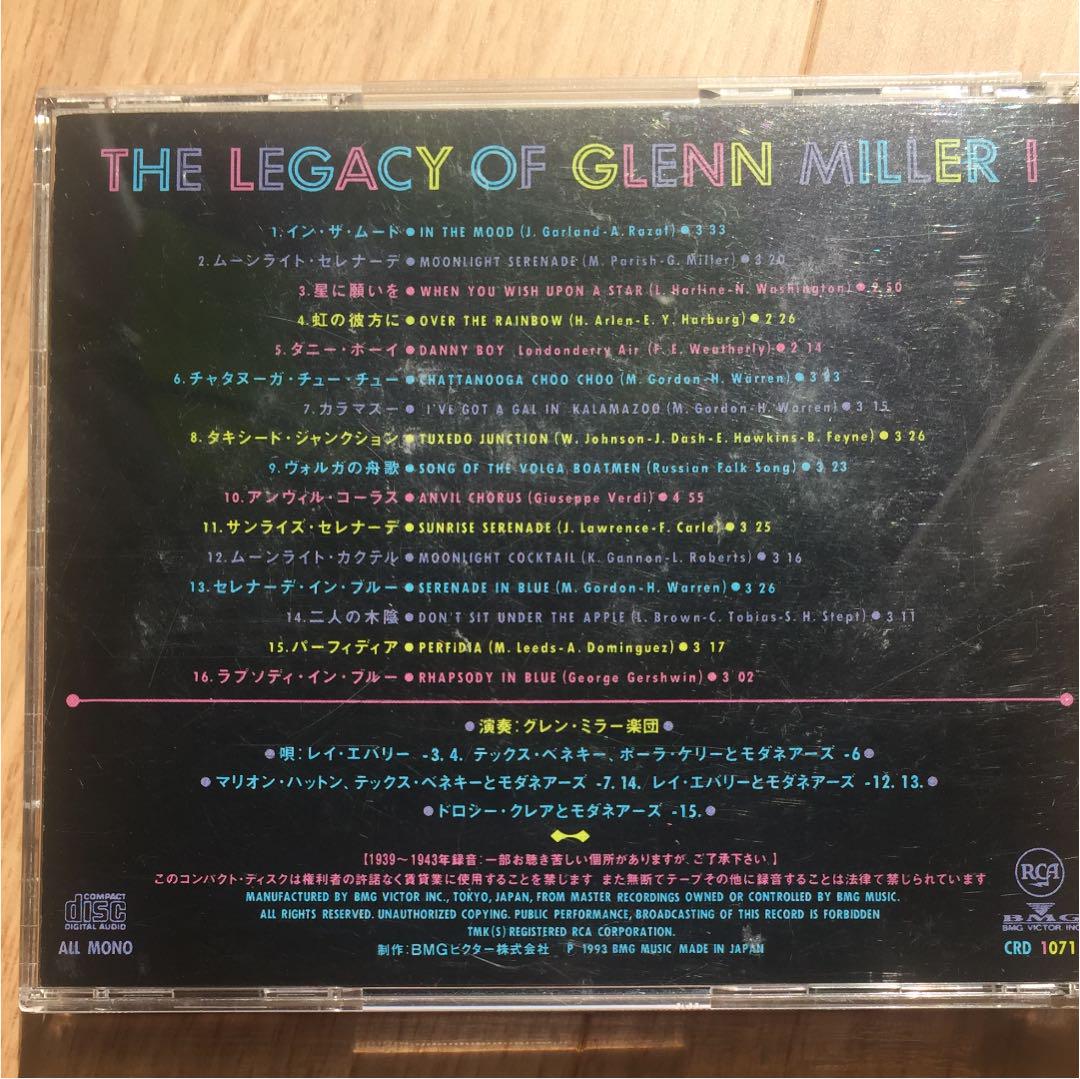 THE LEGACY OF GLENN MILLER I
1.イン・ザ・ムード●IN THE MOOD (J. Garland-A. Razaf)●3 33
2.ムーンライト・セレナーデ●MOONLIGHT SERENADE (M. Parish-G. Miller)●3 20
3.星に願いを●WHEN YOU WISH UPON A STAR (L. Harline-N. Washington)●50
4.虹の彼方に●OVER THE RAINBOW (H. Arlen-E. Y. Harburg)●2 26
5.ダニー・ボーイ●DANNY BOY Londonderry Air (F. E. Weatherly)●2 14
6.チャタヌーガ・チュー・チュー●CHATTANOOGA CHOO CHOO (M. Gordon-H. Warren)●3
7.カラマズー●I'VE GOT A GAL IN KALAMAZOO (M. Gordon-H. Warren)●3 15
8.タキシード・ジャンクション●TUXEDO JUNCTION (W. Johnson-J. Dash-E. Hawkins-B. Feyne)●3 26
9.ヴォルガの舟歌●SONG OF THE VOLGA BOATMEN (Russian Folk Song)●3 23
10.アンヴィル・コーラス●ANVIL CHORUS (Giuseppe Verdi)●4 55
11.サンライズ・セレナーデ●SUNRISE SERENADE (J. Lawrence-F. Carle)●3 25
12.ムーンライト・カクテル●MOONLIGHT COCKTAIL (K. Gannon-L. Roberts)●3 16
13.セレナーデ・イン・ブルー●SERENADE IN BLUE (M. Gordon-H. Warren)●3 26
14.二人の木陰●DON'T SIT UNDER THE APPLE (L. Brown-C. Tobias-S. H. Stept)●3 11
15.パーフィディア●PERFIDIA (M. Leeds-A. Dominguez)●3 17
16.ラプソディ・イン・ブルー●RHAPSODY IN BLUE (George Gershwin)●3 02
●演奏:グレン・ミラー楽団●
●唄:レイ・エバリー -3. 4. テックス・ベネキー、ポーラ・ケリーとモダネアーズ -6●
●マリオン・ハットン、テックス・ベネキーとモダネアーズ -7. 14. レイ・エバリーとモダネアーズ -12. 13.●
●ドロシー・クレアとモダネアーズ -15.●
【1939～1943年録音:一部お聴き苦しい個所がありますが、ご了承下さい】
このコンパクト・ディスクは権利者の許諾なく賃貸業に使用することを禁じます また無断でテープその他に録音することは法律で禁じられています
MANUFACTURED BY BMG VICTOR INC., TOKYO, JAPAN, FROM MASTER RECORDINGS OWNED OR CONTROLLED BY BMG MUSIC.
ALL RIGHTS RESERVED. UNAUTHORIZED COPYING. PUBLIC PERFORMANCE, BROADCASTING OF THIS RECORD IS FORBIDDEN
TMK(S) REGISTERED RCA CORPORATION.
制作:BMGビクター株式会社 P 1993 BMG MUSIC MADE IN JAPAN
COMPACT
disc
DIGITAL AUDIO
ALL MONO
RCA
BMG
BMG VICTOR INC
CRD 1071